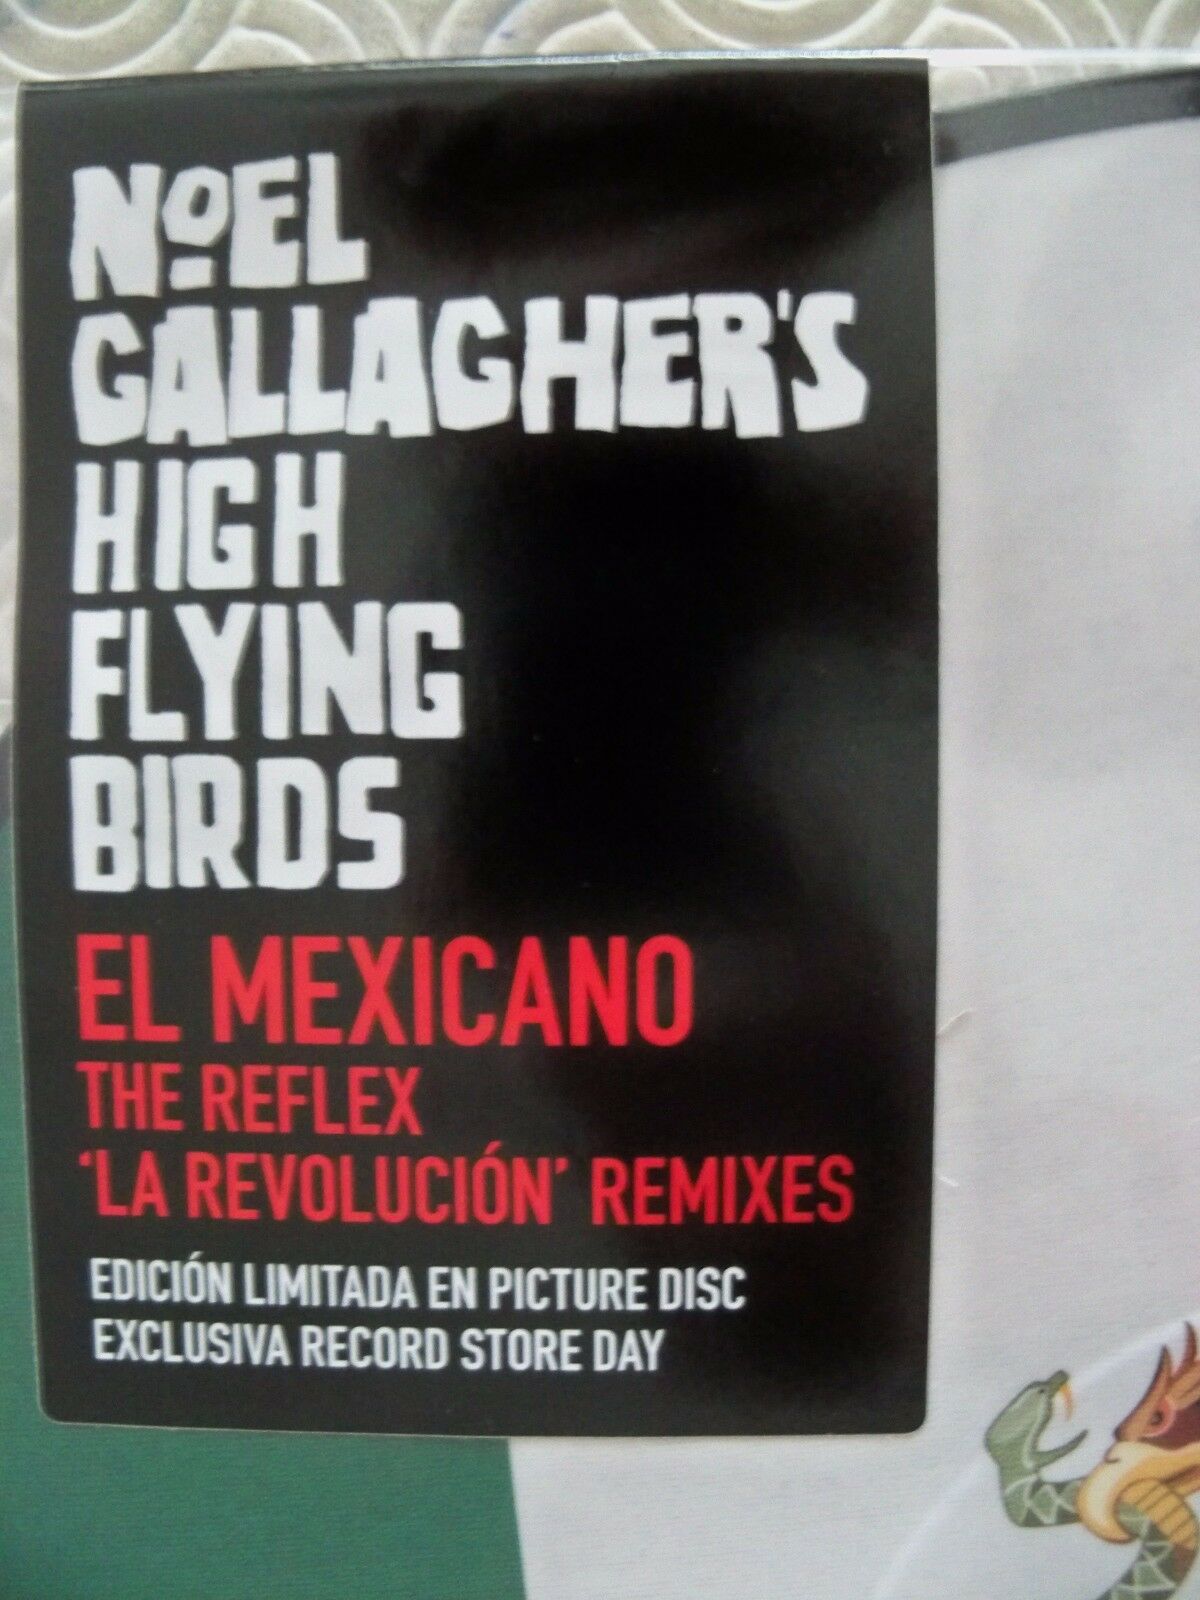 NOEL
GALLAGHER'S
HIGH
FLYING
BIRDS
EL MEXICANO
THE REFLEX
‘LA REVOLUCIÓN’ REMIXES
EDICIÓN LIMITADA EN PICTURE DISC
EXCLUSIVA RECORD STORE DAY